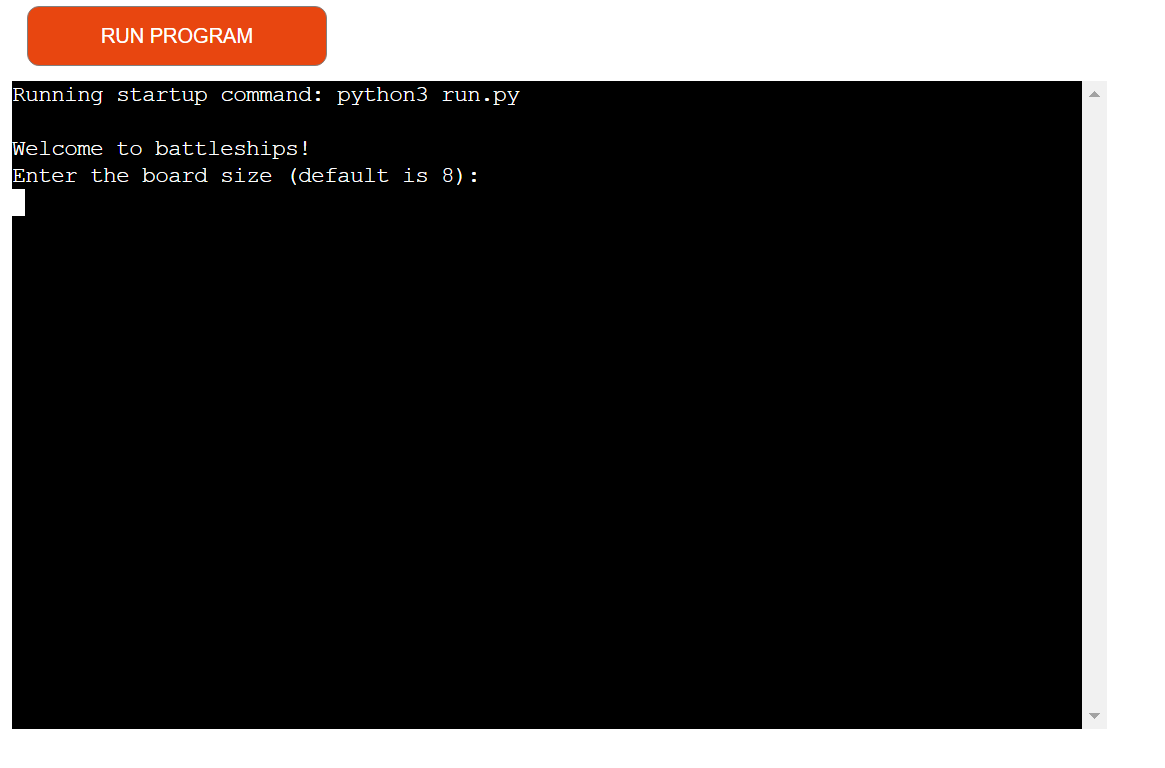 RUN PROGRAM
Running startup command: python3 run.py
Welcome to battleships!
Enter the board size (default is 8):